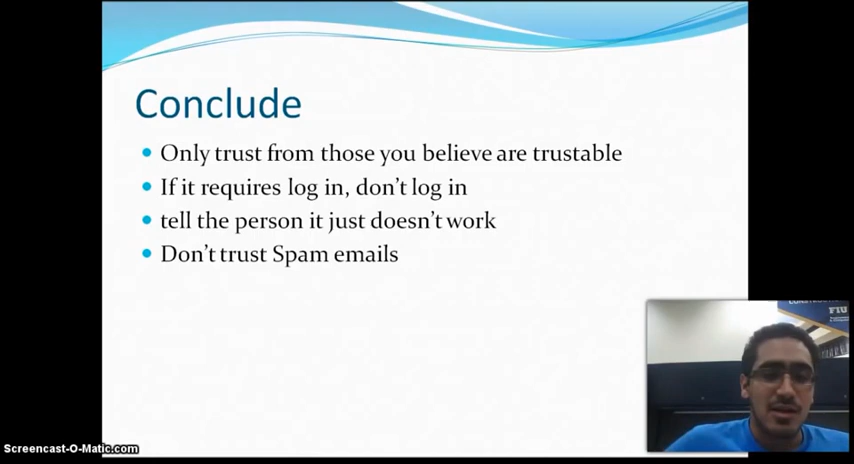 Conclude
Only trust from those you believe are trustable
If it requires log in, don't log in
tell the person it just doesn't work
Don't trust Spam emails
FIU
Screencast-O-Matic.com